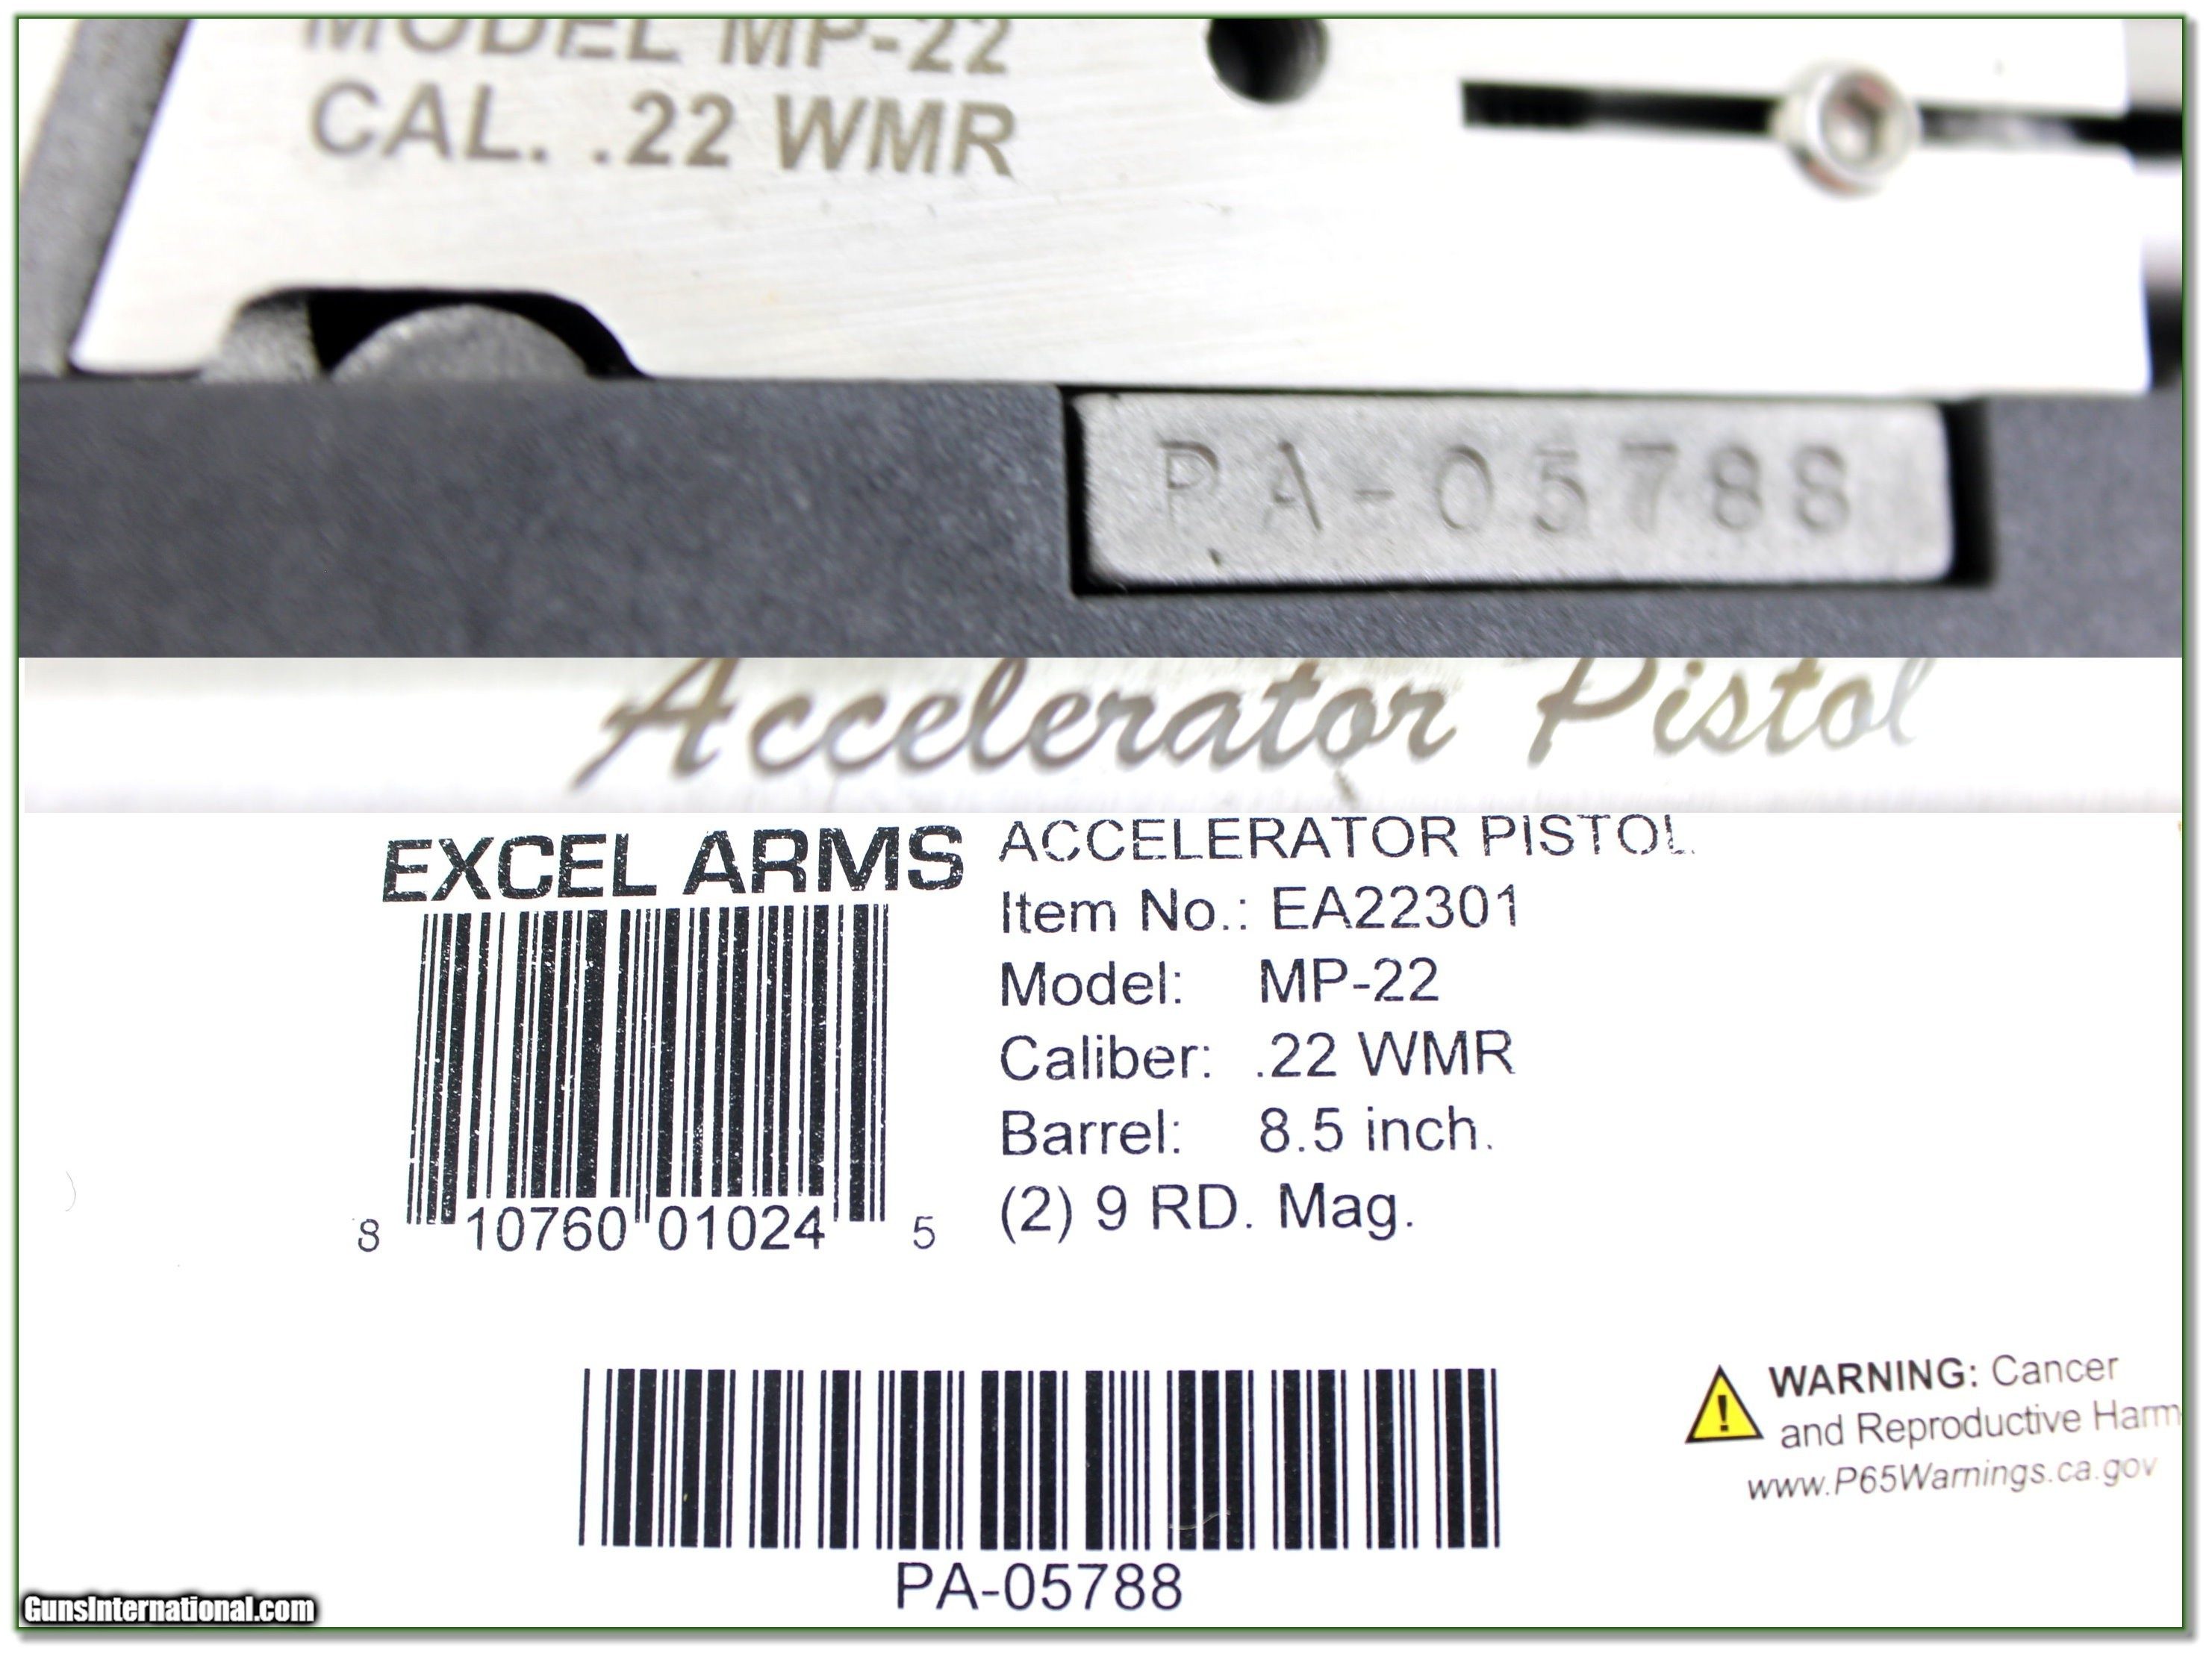 MODEL MP-22
CAL. .22 WMR
PA-05788
Accelerator Pistol
EXCEL ARMS
8 10760 01024 5
ACCELERATOR PISTOL
Item No.: EA22301
Model: MP-22
Caliber: .22 WMR
Barrel: 8.5 inch.
(2) 9 RD. Mag.
WARNING: Cancer
and Reproductive Harm
www.P65Warnings.ca.gov
PA-05788
GunsInternational.com